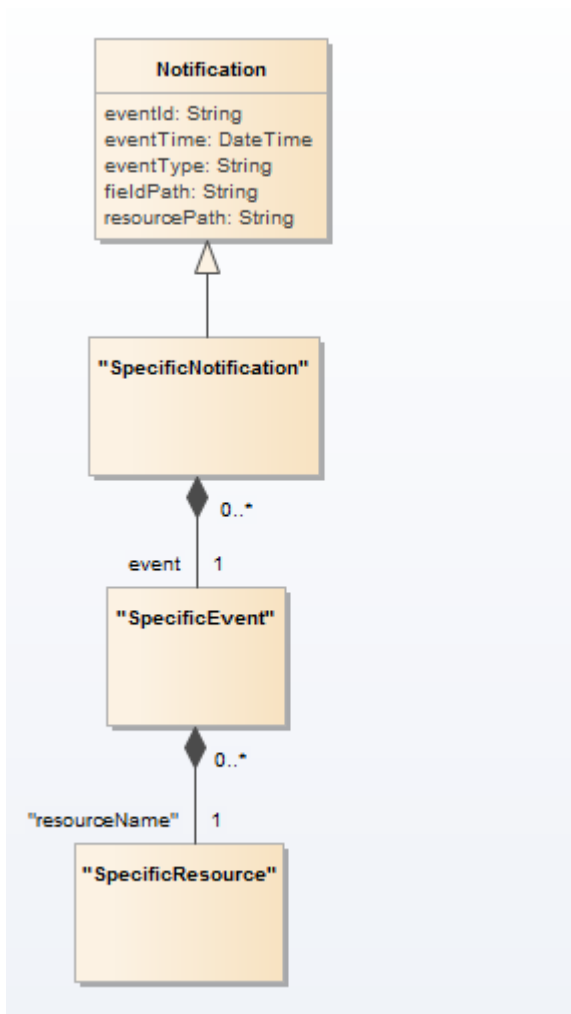 Notification
eventId: String
eventTime: DateTime
eventType: String
fieldPath: String
resourcePath: String
"SpecificNotification"
0..*
event 1
"SpecificEvent"
0..*
"resourceName" 1
"SpecificResource"